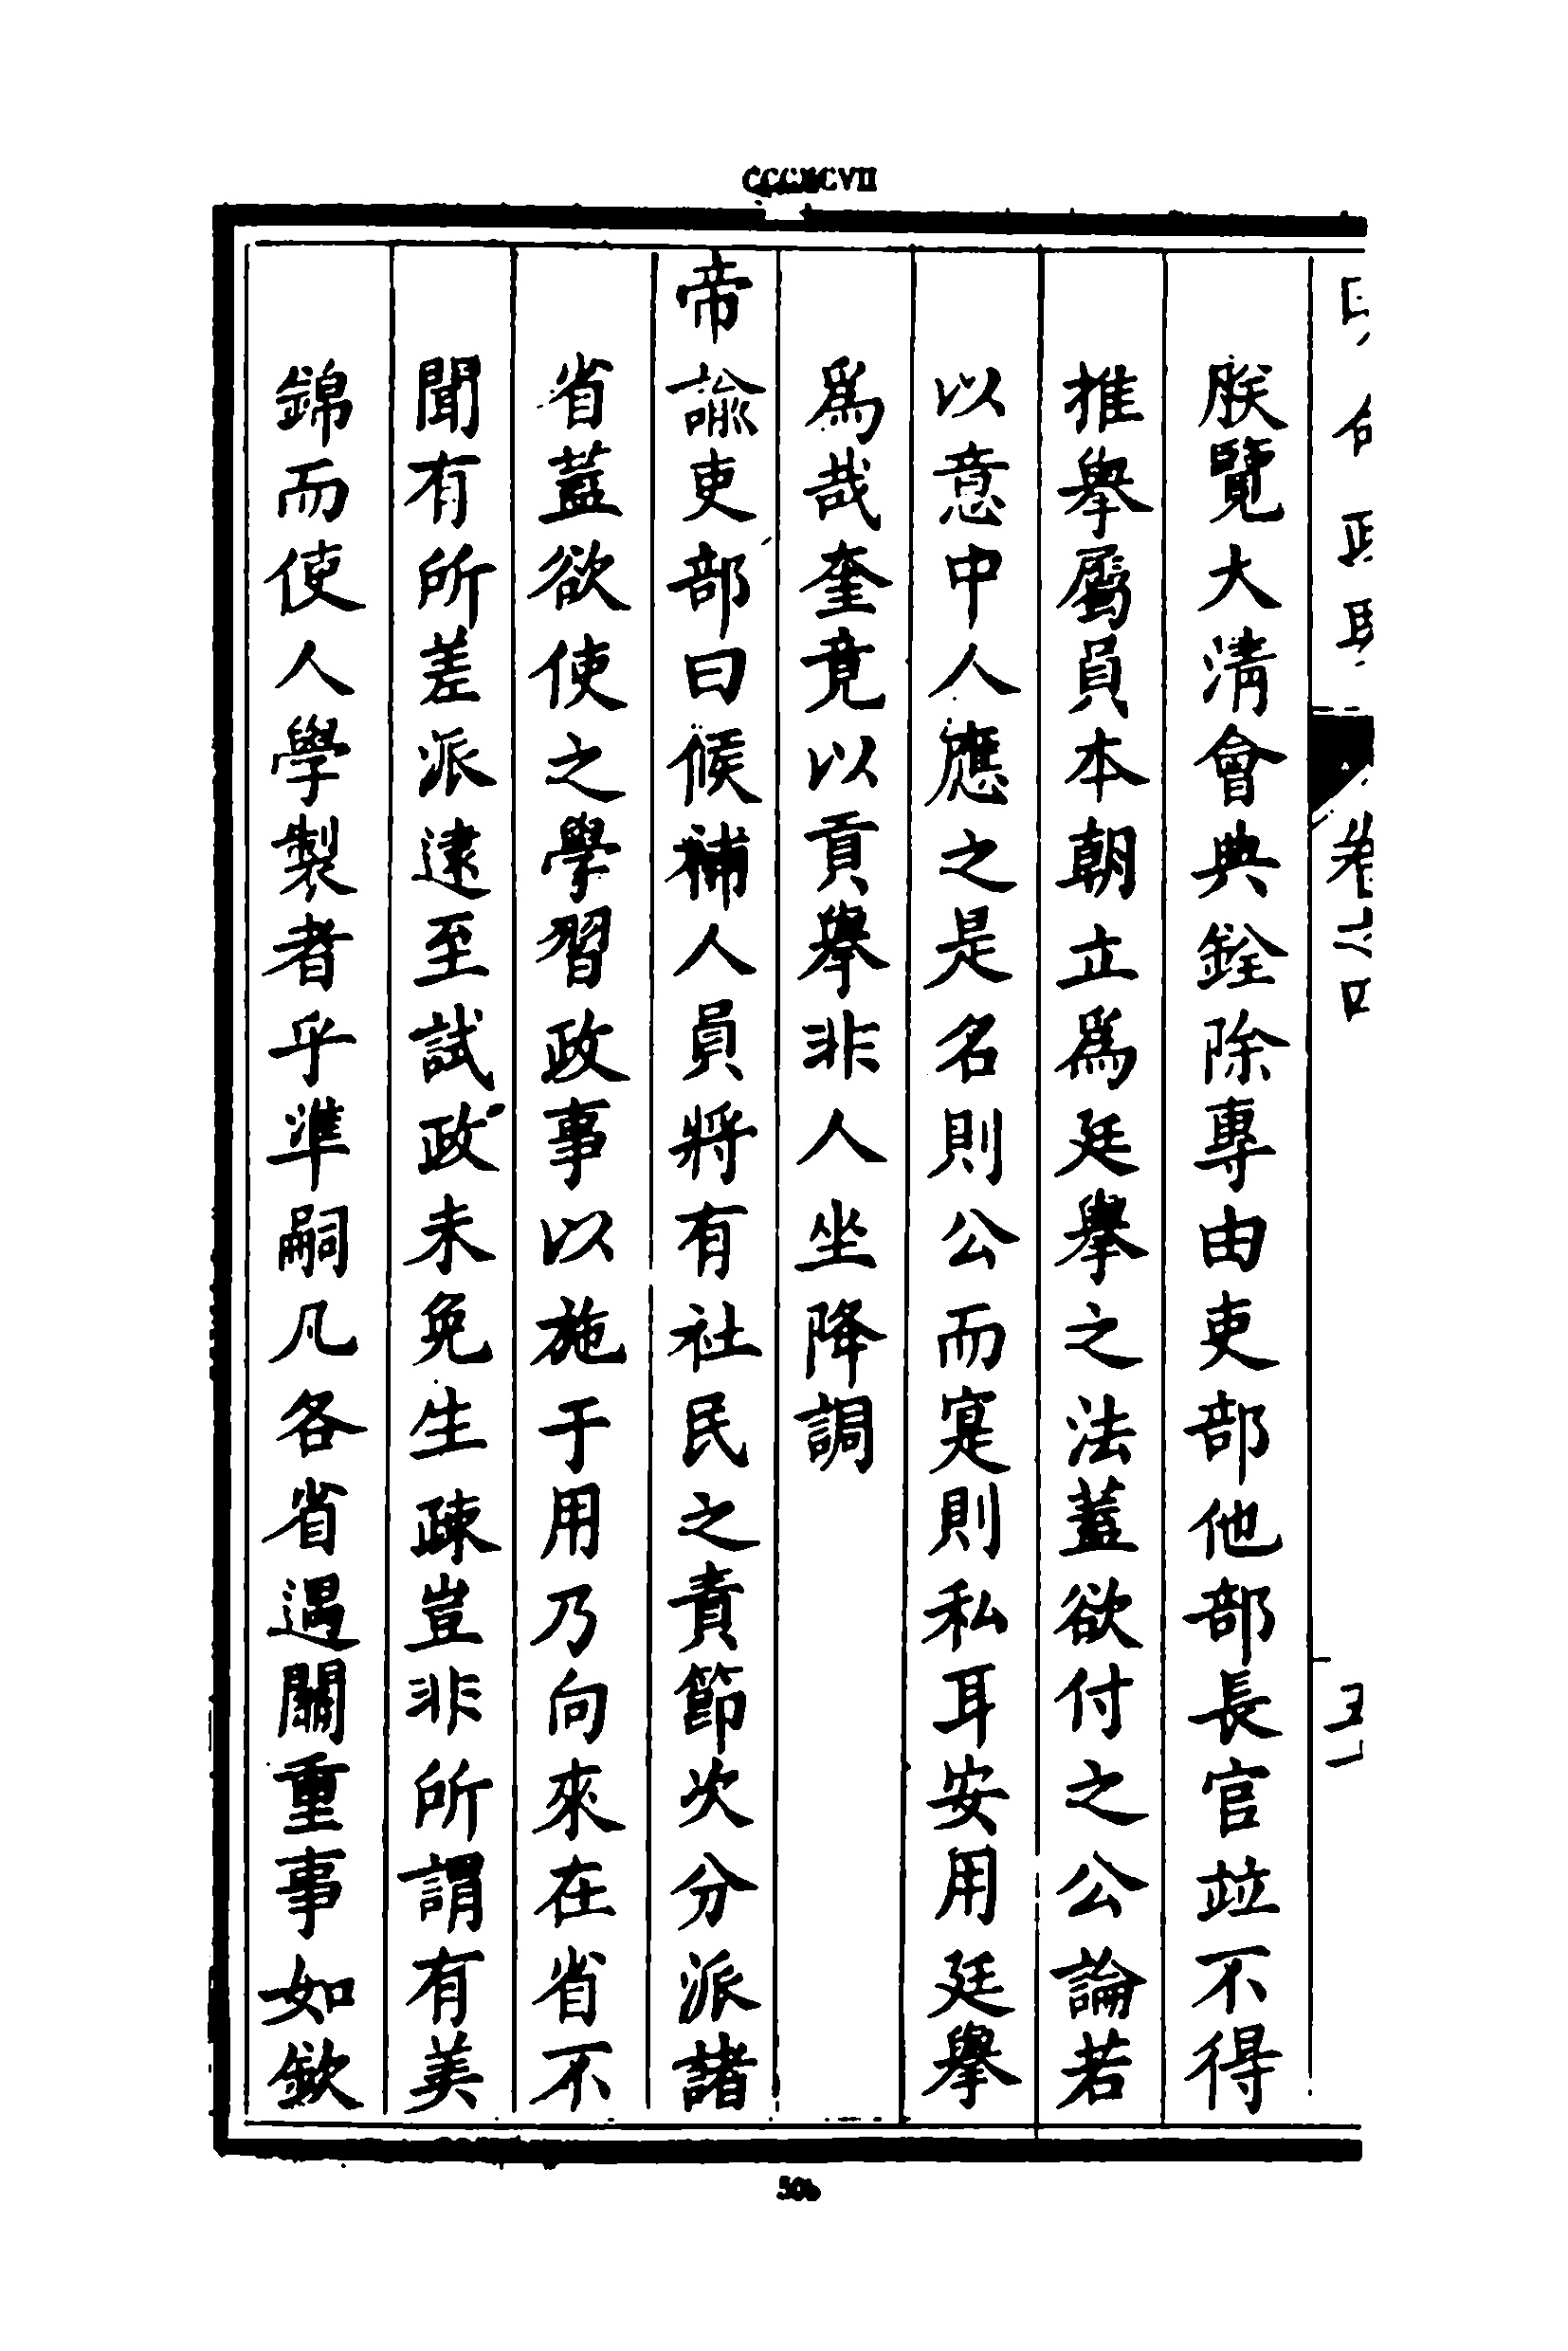 朕覽大清會典銓除專由吏部他部長官竝不得
推舉屬員本朝立爲廷舉之法蓋欲付之公論若
以意中人應之是名則公而寔則私耳安用廷舉
爲哉奎竟以貢舉非人坐降調
帝諭吏部曰候補人員將有社民之責節次分派諸
省蓋欲使之學習政事以施于用乃向來在省不
聞有所差派逮至試政未免生疎豈非所謂有美
錦而使人學製者乎準嗣凡各省遇關重事如欽
50b